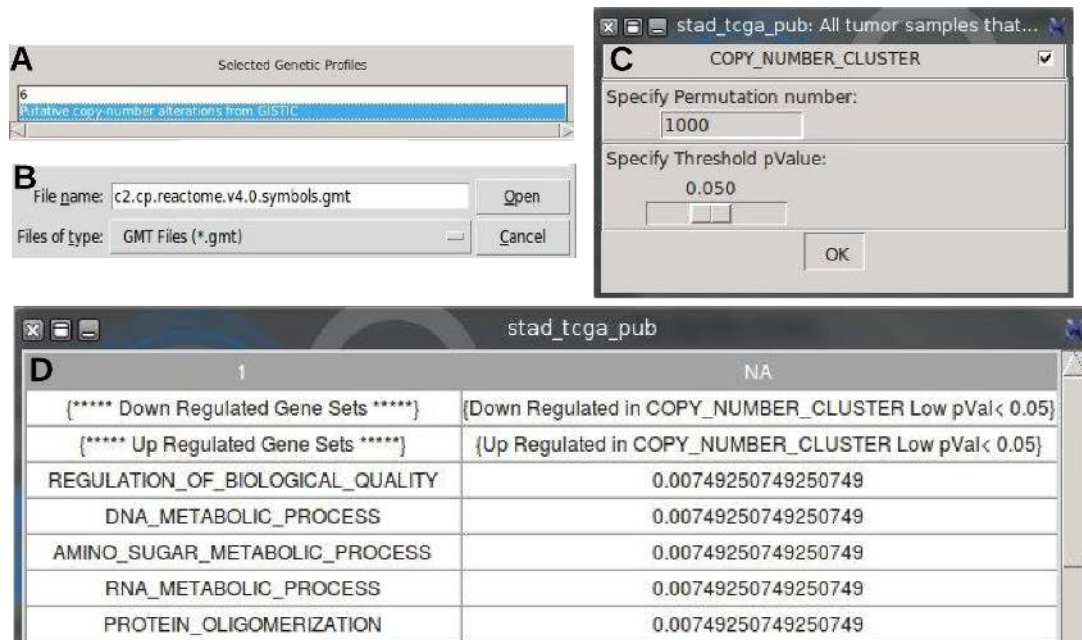 A
Selected Genetic Profiles
6
Putative copy-number alterations from GISTIC
B
File name: c2.cp.reactome.v4.0.symbols.gmt Open
Files of type: GMT Files (*.gmt) Cancel
stad_tcga_pub: All tumor samples that...
C COPY_NUMBER_CLUSTER
Specify Permutation number:
1000
Specify Threshold pValue:
0.050
OK
stad_tcga_pub
D 1 NA
{***** Down Regulated Gene Sets *****} {Down Regulated in COPY_NUMBER_CLUSTER Low pVal< 0.05}
{***** Up Regulated Gene Sets *****} {Up Regulated in COPY_NUMBER_CLUSTER Low pVal< 0.05}
REGULATION_OF_BIOLOGICAL_QUALITY 0.00749250749250749
DNA_METABOLIC_PROCESS 0.00749250749250749
AMINO_SUGAR_METABOLIC_PROCESS 0.00749250749250749
RNA_METABOLIC_PROCESS 0.00749250749250749
PROTEIN_OLIGOMERIZATION 0.00749250749250749